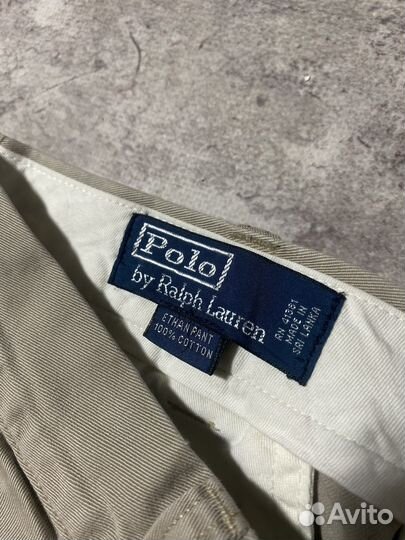 Polo
by Ralph Lauren
RN 41381
MADE IN
SRI LANKA
ETHAN PANT
100% COTTON
Avito